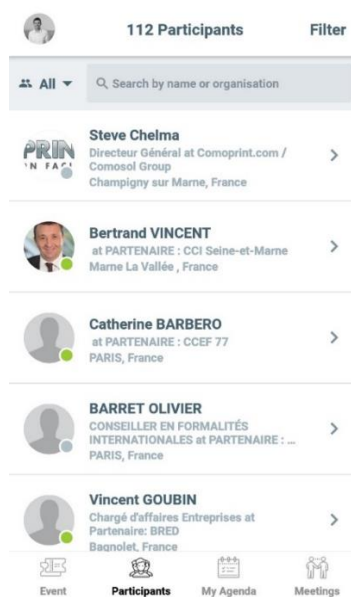 112 Participants
Filter
All
Search by name or organisation
PRIN
'N FACI
Steve Chelma
Directeur Général at Comoprint.com /
Comosol Group
Champigny sur Marne, France
Bertrand VINCENT
at PARTENAIRE : CCI Seine-et-Marne
Marne La Vallée , France
Catherine BARBERO
at PARTENAIRE : CCEF 77
PARIS, France
BARRET OLIVIER
CONSEILLER EN FORMALITÉS
INTERNATIONALES at PARTENAIRE : ...
PARIS, France
Vincent GOUBIN
Chargé d'affaires Entreprises at
Partenaire: BRED
Bagnolet, France
Event
Participants
My Agenda
Meetings